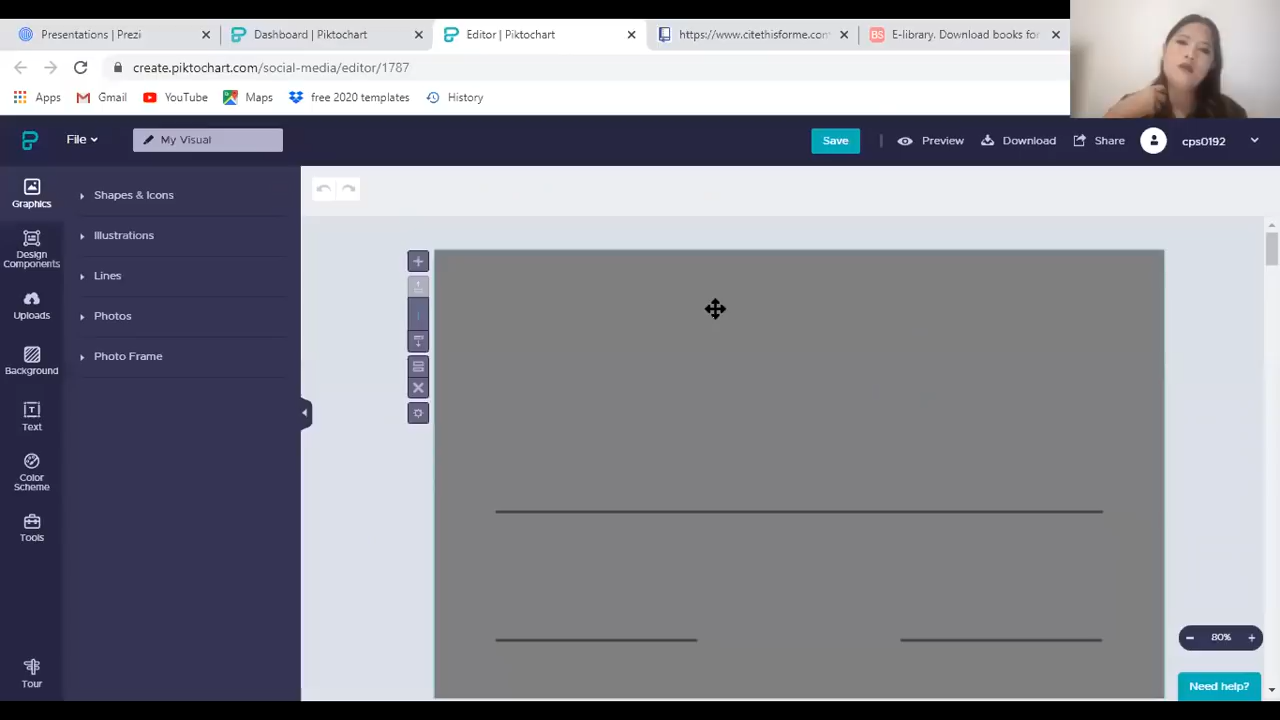 Presentations | Prezi
Dashboard | Piktochart
Editor | Piktochart
https://www.citethisforme.com
E-library. Download books for
create.piktochart.com/social-media/editor/1787
Apps
Gmail
YouTube
Maps
free 2020 templates
History
File
My Visual
Save
Preview
Download
Share
cps0192
Graphics
Design
Components
Uploads
Background
Text
Color
Scheme
Tools
Tour
Shapes & Icons
Illustrations
Lines
Photos
Photo Frame
80%
Need help?